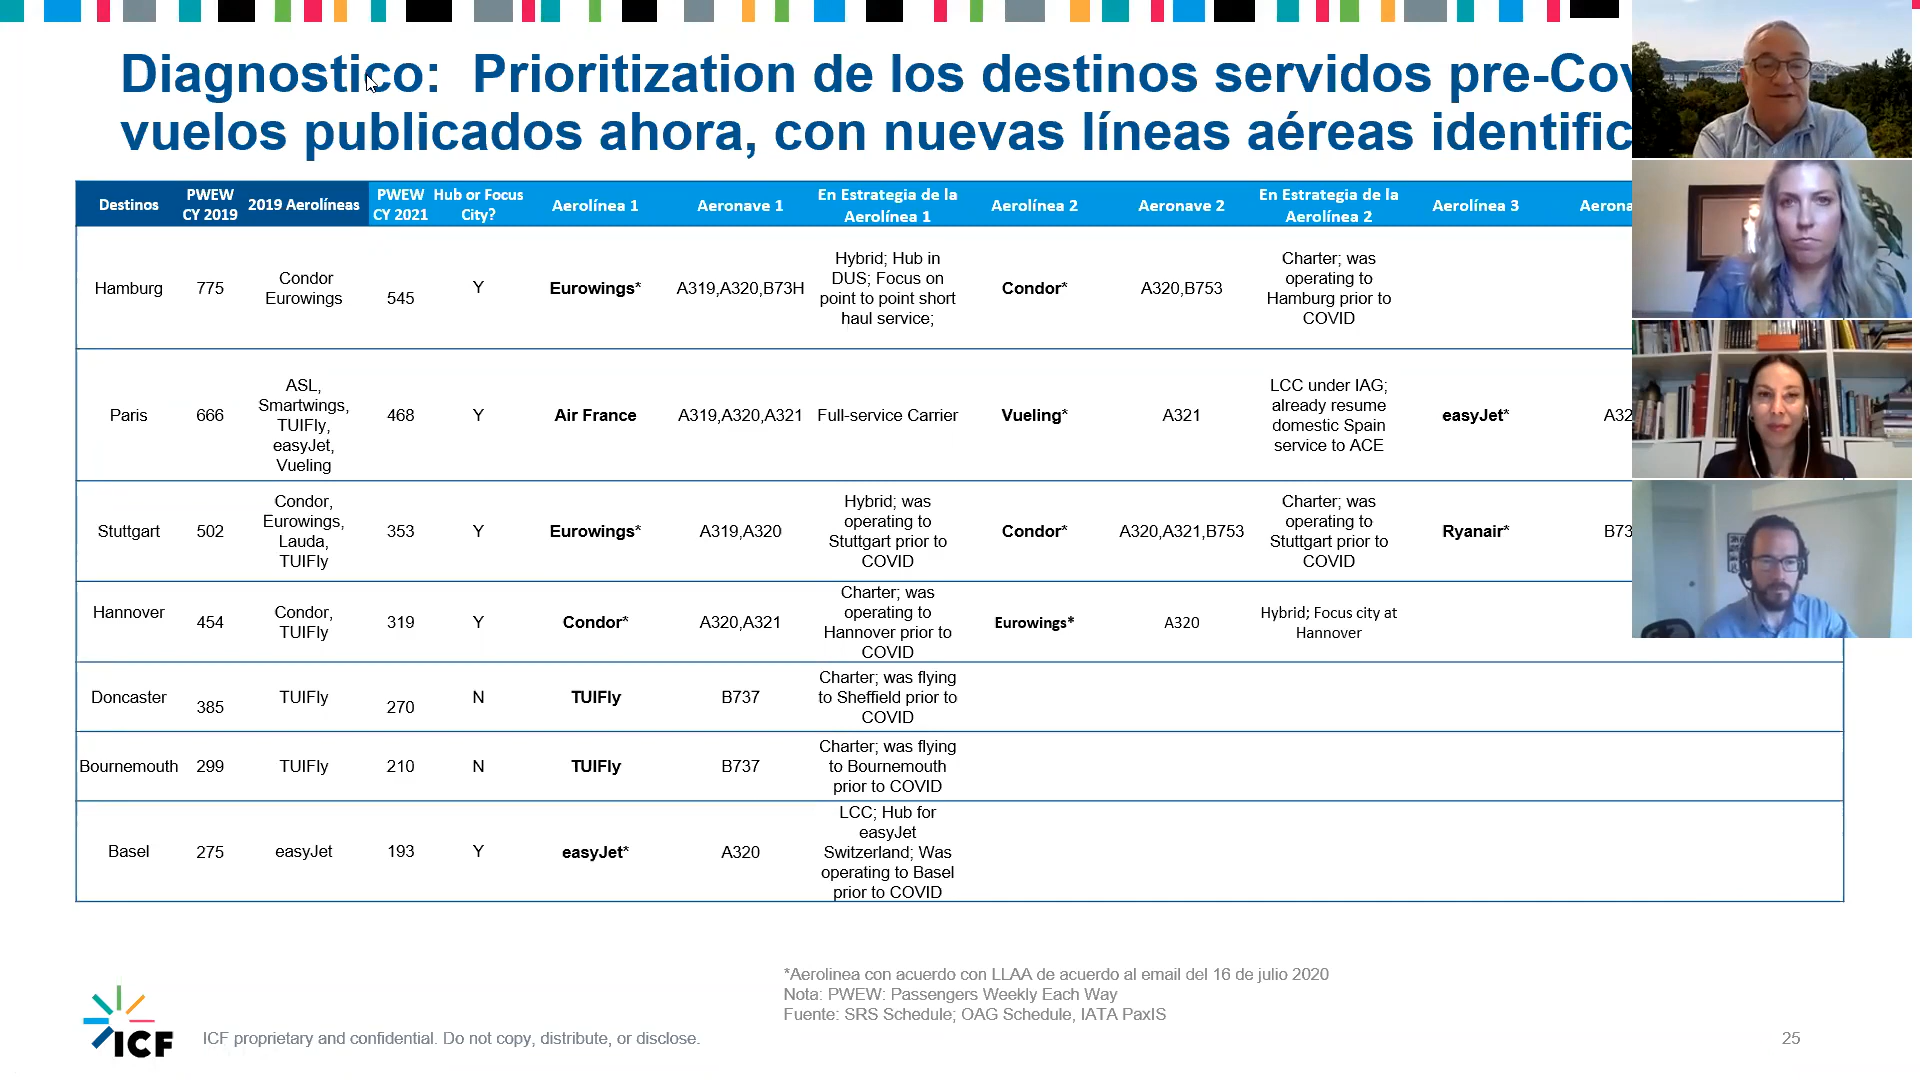 Diagnostico:  Prioritization de los destinos servidos pre-Cov
vuelos publicados ahora, con nuevas líneas aéreas identific
Destinos
PWEW
CY 2019
2019 Aerolíneas
PWEW
CY 2021
Hub or Focus
City?
Aerolínea 1
Aeronave 1
En Estrategia de la
Aerolínea 1
Aerolínea 2
Aeronave 2
En Estrategia de la
Aerolínea 2
Aerolínea 3
Aerona
Hamburg
775
Condor
Eurowings
545
Y
Eurowings*
A319,A320,B73H
Hybrid; Hub in
DUS; Focus on
point to point short
haul service;
Condor*
A320,B753
Charter; was
operating to
Hamburg prior to
COVID
Paris
666
ASL,
Smartwings,
TUIFly,
easyJet,
Vueling
468
Y
Air France
A319,A320,A321
Full-service Carrier
Vueling*
A321
LCC under IAG;
already resume
domestic Spain
service to ACE
easyJet*
A32
Stuttgart
502
Condor,
Eurowings,
Lauda,
TUIFly
353
Y
Eurowings*
A319,A320
Hybrid; was
operating to
Stuttgart prior to
COVID
Condor*
A320,A321,B753
Charter; was
operating to
Stuttgart prior to
COVID
Ryanair*
B73
Hannover
454
Condor,
TUIFly
319
Y
Condor*
A320,A321
Charter; was
operating to
Hannover prior to
COVID
Eurowings*
A320
Hybrid; Focus city at
Hannover
Doncaster
385
TUIFly
270
N
TUIFly
B737
Charter; was flying
to Sheffield prior to
COVID
Bournemouth
299
TUIFly
210
N
TUIFly
B737
Charter; was flying
to Bournemouth
prior to COVID
Basel
275
easyJet
193
Y
easyJet*
A320
LCC; Hub for
easyJet
Switzerland; Was
operating to Basel
prior to COVID
*Aerolinea con acuerdo con LLAA de acuerdo al email del 16 de julio 2020
Nota: PWEW: Passengers Weekly Each Way
Fuente: SRS Schedule; OAG Schedule, IATA PaxIS
ICF
ICF proprietary and confidential. Do not copy, distribute, or disclose.
25